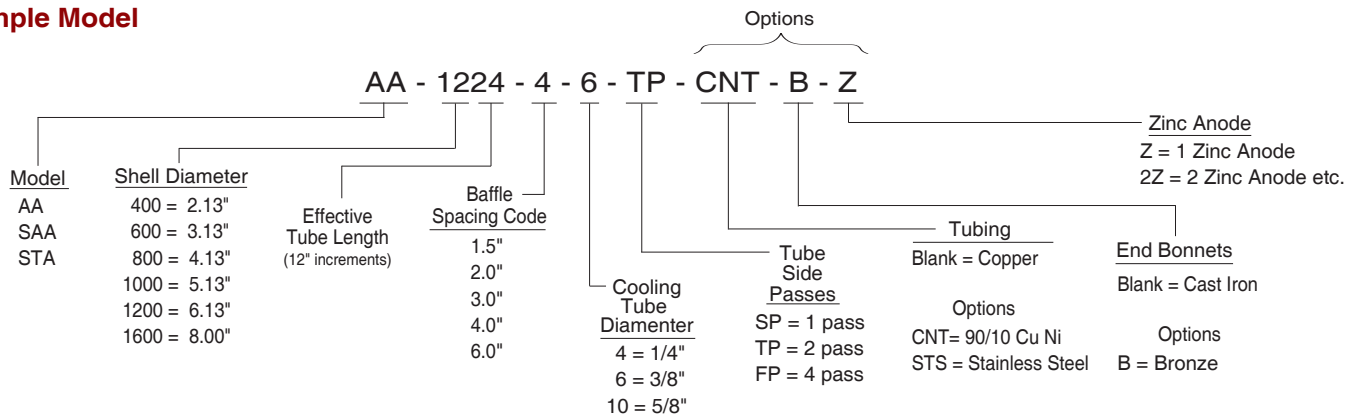 mple Model
Options
AA - 1224 - 4 - 6 - TP - CNT - B - Z
Model
AA
SAA
STA
Shell Diameter
400 = 2.13"
600 = 3.13"
800 = 4.13"
1000 = 5.13"
1200 = 6.13"
1600 = 8.00"
Effective
Tube Length
(12" increments)
Baffle
Spacing Code
1.5"
2.0"
3.0"
4.0"
6.0"
Cooling
Tube
Diamenter
4 = 1/4"
6 = 3/8"
10 = 5/8"
Tube
Side
Passes
SP = 1 pass
TP = 2 pass
FP = 4 pass
Tubing
Blank = Copper
Options
CNT= 90/10 Cu Ni
STS = Stainless Steel
End Bonnets
Blank = Cast Iron
Options
B = Bronze
Zinc Anode
Z = 1 Zinc Anode
2Z = 2 Zinc Anode etc.